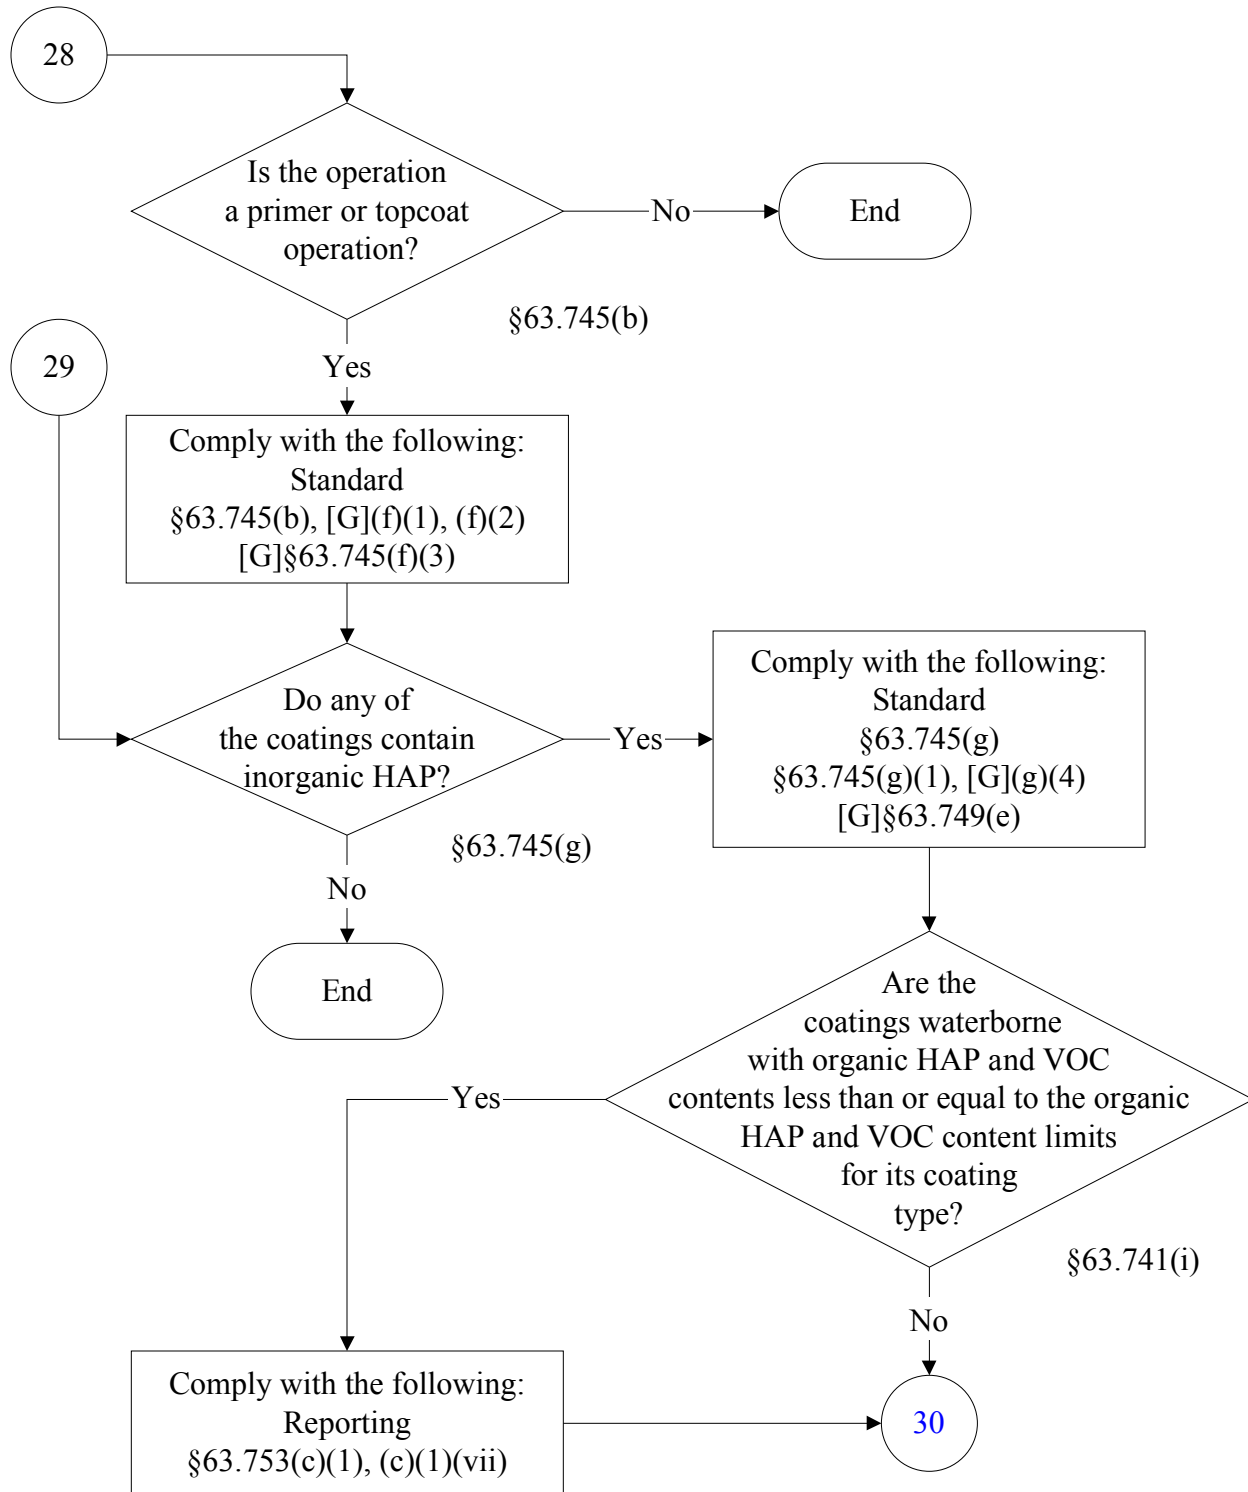 28
Is the operation
a primer or topcoat
operation?
No
End
§63.745(b)
Yes
29
Comply with the following:
Standard
§63.745(b), [G](f)(1), (f)(2)
[G]§63.745(f)(3)
Do any of
the coatings contain
inorganic HAP?
Yes
§63.745(g)
No
End
Comply with the following:
Standard
§63.745(g)
§63.745(g)(1), [G](g)(4)
[G]§63.749(e)
Are the
coatings waterborne
with organic HAP and VOC
contents less than or equal to the organic
HAP and VOC content limits
for its coating
type?
Yes
§63.741(i)
No
Comply with the following:
Reporting
§63.753(c)(1), (c)(1)(vii)
30